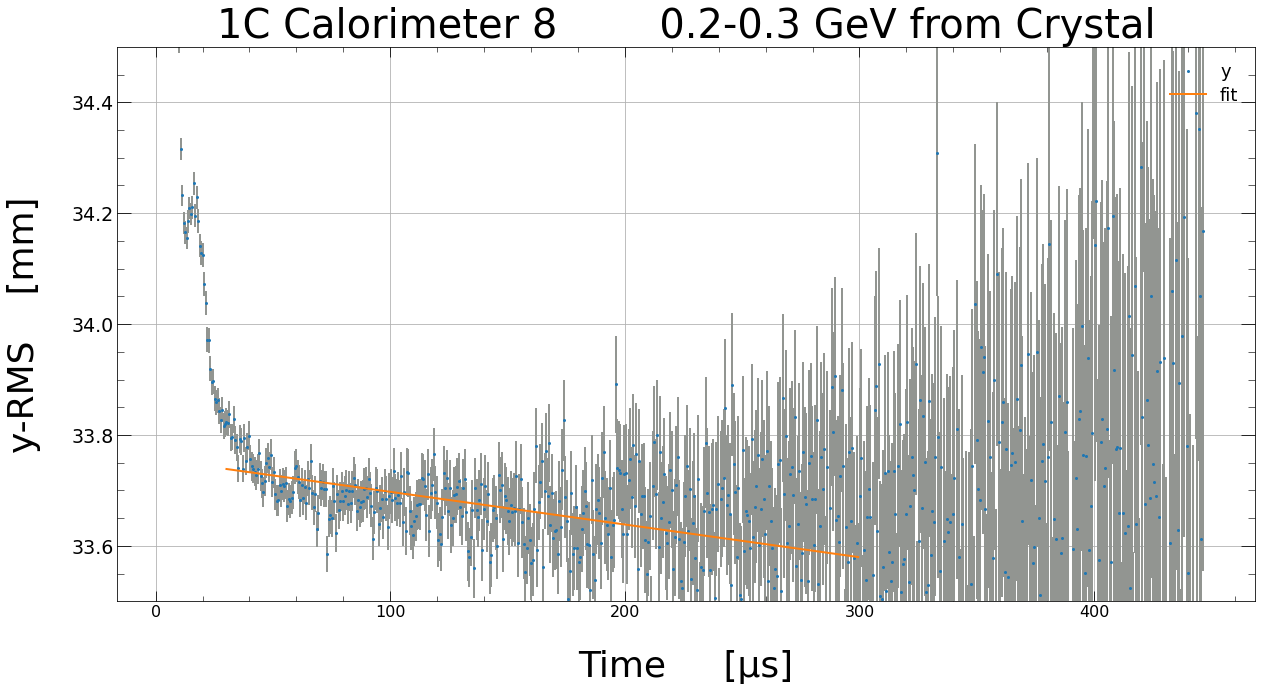 1C Calorimeter 8 0.2-0.3 GeV from Crystal
y
fit
34.4
34.2
34.0
33.8
33.6
y-RMS [mm]
0 100 200 300 400
Time [µs]